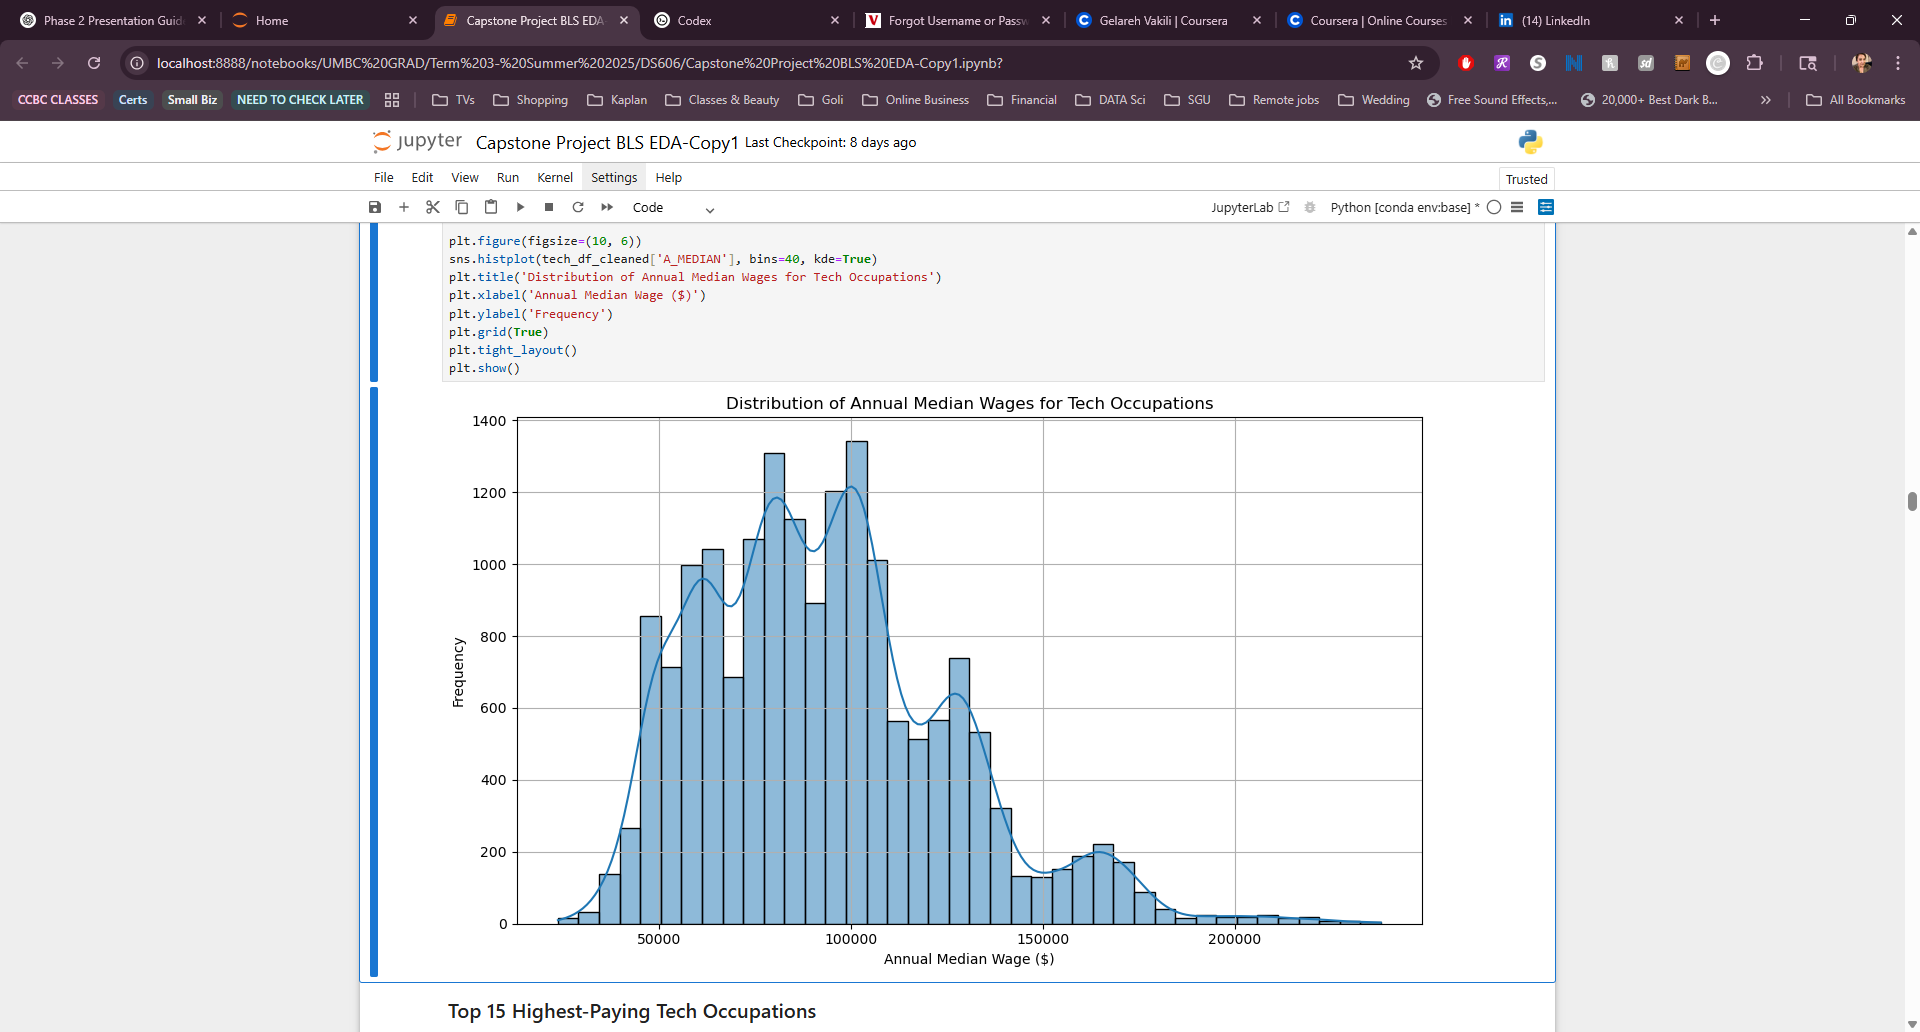 Phase 2 Presentation Guid
Home
Capstone Project BLS EDA-
Codex
Forgot Username or Passw
Gelareh Vakili | Coursera
Coursera | Online Courses
(14) LinkedIn
localhost:8888/notebooks/UMBC%20GRAD/Term%203-%20Summer%202025/DS606/Capstone%20Project%20BLS%20EDA-Copy1.ipynb?
CCBC CLASSES
Certs
Small Biz
NEED TO CHECK LATER
TVs
Shopping
Kaplan
Classes & Beauty
Goli
Online Business
Financial
DATA Sci
SGU
Remote jobs
Wedding
Free Sound Effects,...
20,000+ Best Dark B...
All Bookmarks
jupyter
Capstone Project BLS EDA-Copy1 Last Checkpoint: 8 days ago
File Edit View Run Kernel Settings Help
Trusted
Code
JupyterLab
Python [conda env:base] *
plt.figure(figsize=(10, 6))
sns.histplot(tech_df_cleaned['A_MEDIAN'], bins=40, kde=True)
plt.title('Distribution of Annual Median Wages for Tech Occupations')
plt.xlabel('Annual Median Wage ($)')
plt.ylabel('Frequency')
plt.grid(True)
plt.tight_layout()
plt.show()
Distribution of Annual Median Wages for Tech Occupations
1400
1200
1000
800
600
400
200
0
Frequency
50000 100000 150000 200000
Annual Median Wage ($)
Top 15 Highest-Paying Tech Occupations